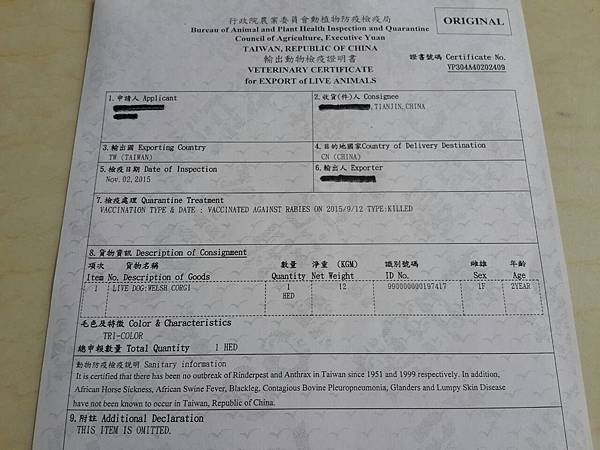 行政院農業委員會動植物防疫檢疫局
ORIGINAL
Bureau of Animal and Plant Health Inspection and Quarantine
Council of Agriculture, Executive Yuan
TAIWAN, REPUBLIC OF CHINA
輸出動物檢疫證明書
證書號碼 Certificate No.
VETERINARY CERTIFICATE
VP304A40202409
for EXPORT of LIVE ANIMALS
1.申請人 Applicant
2.收貨(件)人 Consignee
,TIANJIN,CHINA
3.輸出國 Exporting Country
TW (TAIWAN)
4.目的地國家Country of Delivery Destination
CN (CHINA)
5.檢疫日期 Date of Inspection
Nov.02,2015
6.輸出人 Exporter
7.檢疫處理 Quarantine Treatment
VACCINATION TYPE & DATE : VACCINATED AGAINST RABIES ON 2015/9/12 TYPE:KILLED
8.貨物資訊 Description of Consignment
項次 貨物名稱 數量 淨重 (KGM) 識別號碼 雌雄 年齡
Item No. Description of Goods Quantity Net Weight ID No. Sex Age
1 LIVE DOG:WELSH CORGI 1 12 990000000197417 1F 2YEAR
HED
毛色及特徵 Color & Characteristics
TRI-COLOR
總申報數量 Total Quantity 1 HED
動物防疫檢疫說明 Sanitary information
It is certified that there has been no outbreak of Rinderpest and Anthrax in Taiwan since 1951 and 1999 respectively. In addition,
African Horse Sickness, African Swine Fever, Blackleg, Contagious Bovine Pleuropneumonia, Glanders and Lumpy Skin Disease
have not been known to occur in Taiwan, Republic of China.
9.附註 Additional Declaration
THIS ITEM IS OMITTED.